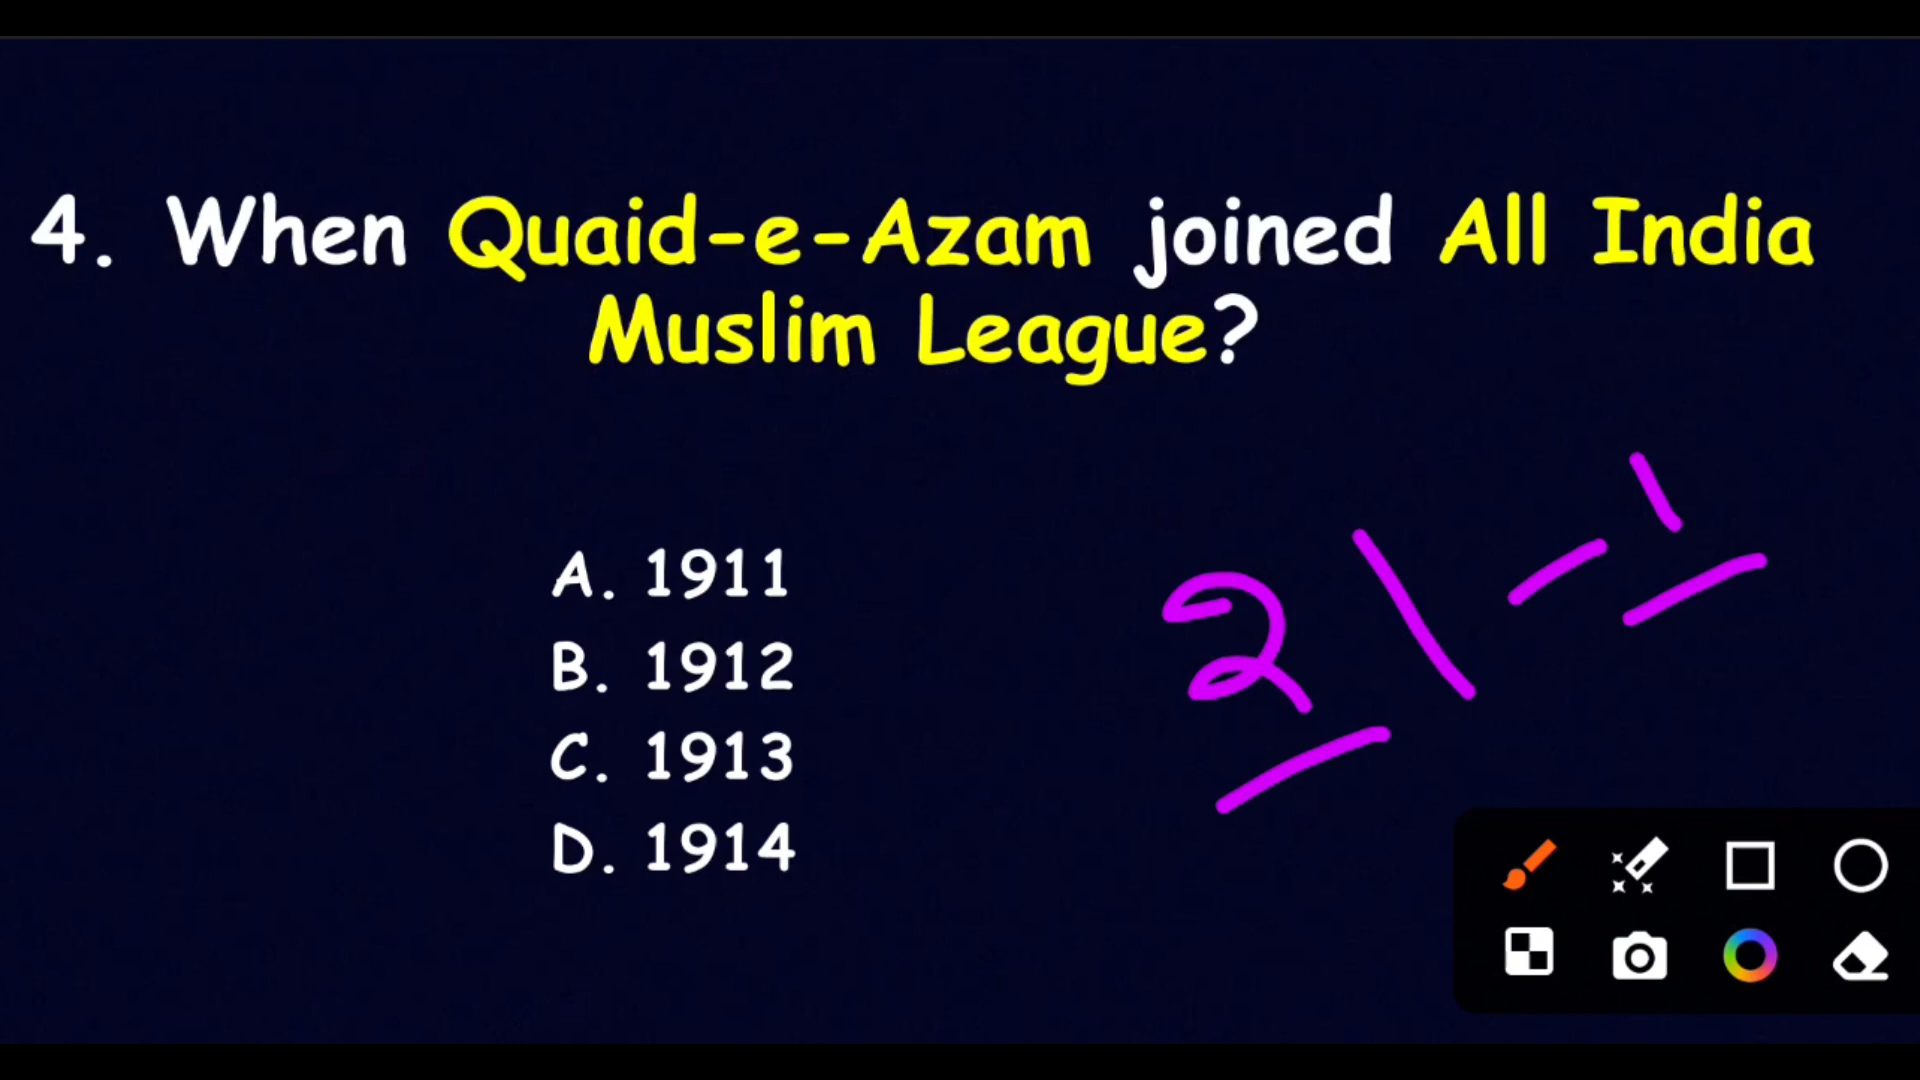 4. When Quaid-e-Azam joined All India
Muslim League?
A. 1911
B. 1912
C. 1913
D. 1914